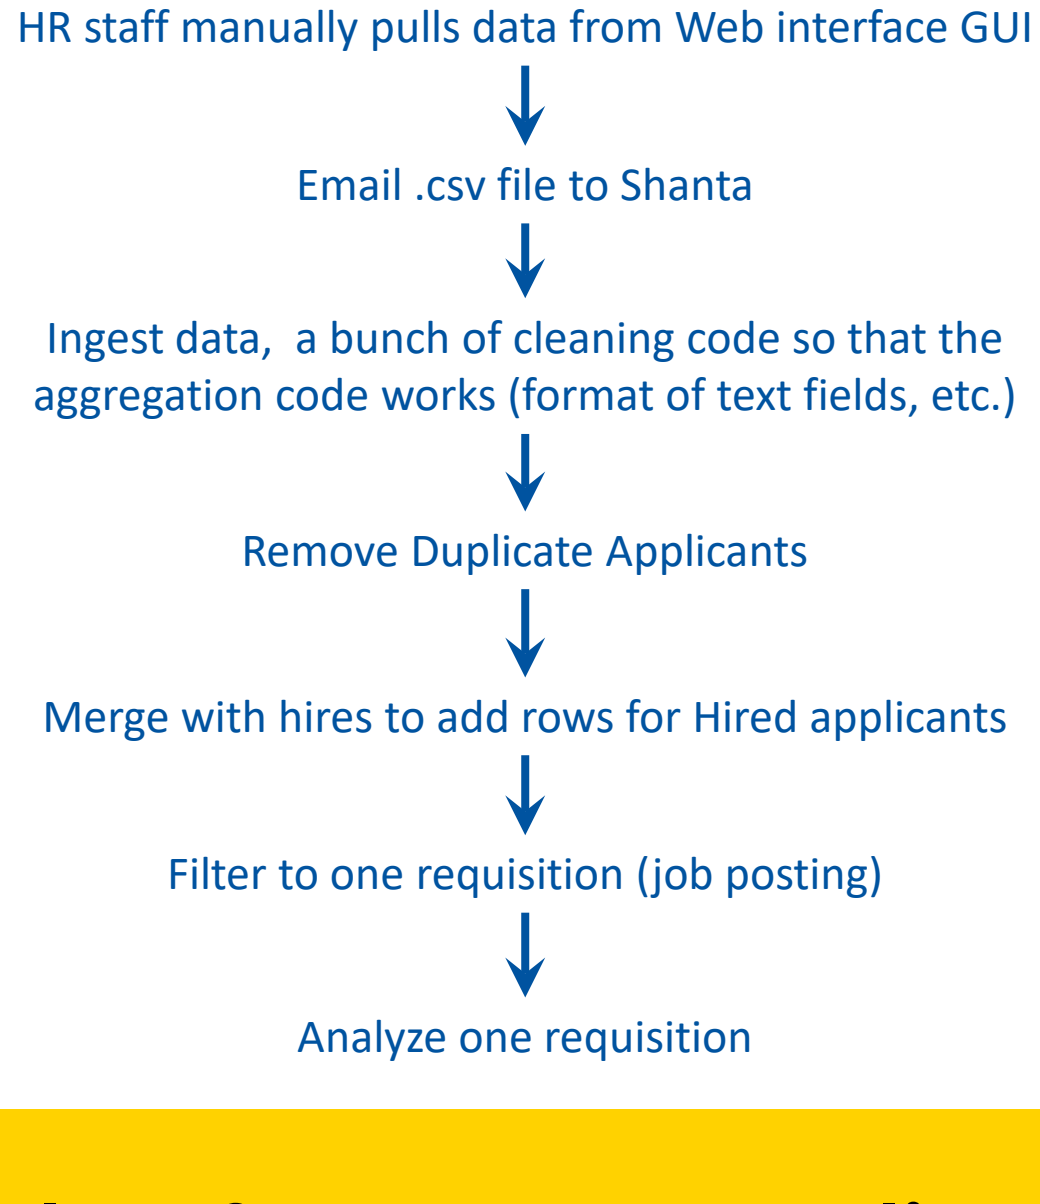 HR staff manually pulls data from Web interface GUI
Email .csv file to Shanta
Ingest data,  a bunch of cleaning code so that the
aggregation code works (format of text fields, etc.)
Remove Duplicate Applicants
Merge with hires to add rows for Hired applicants
Filter to one requisition (job posting)
Analyze one requisition